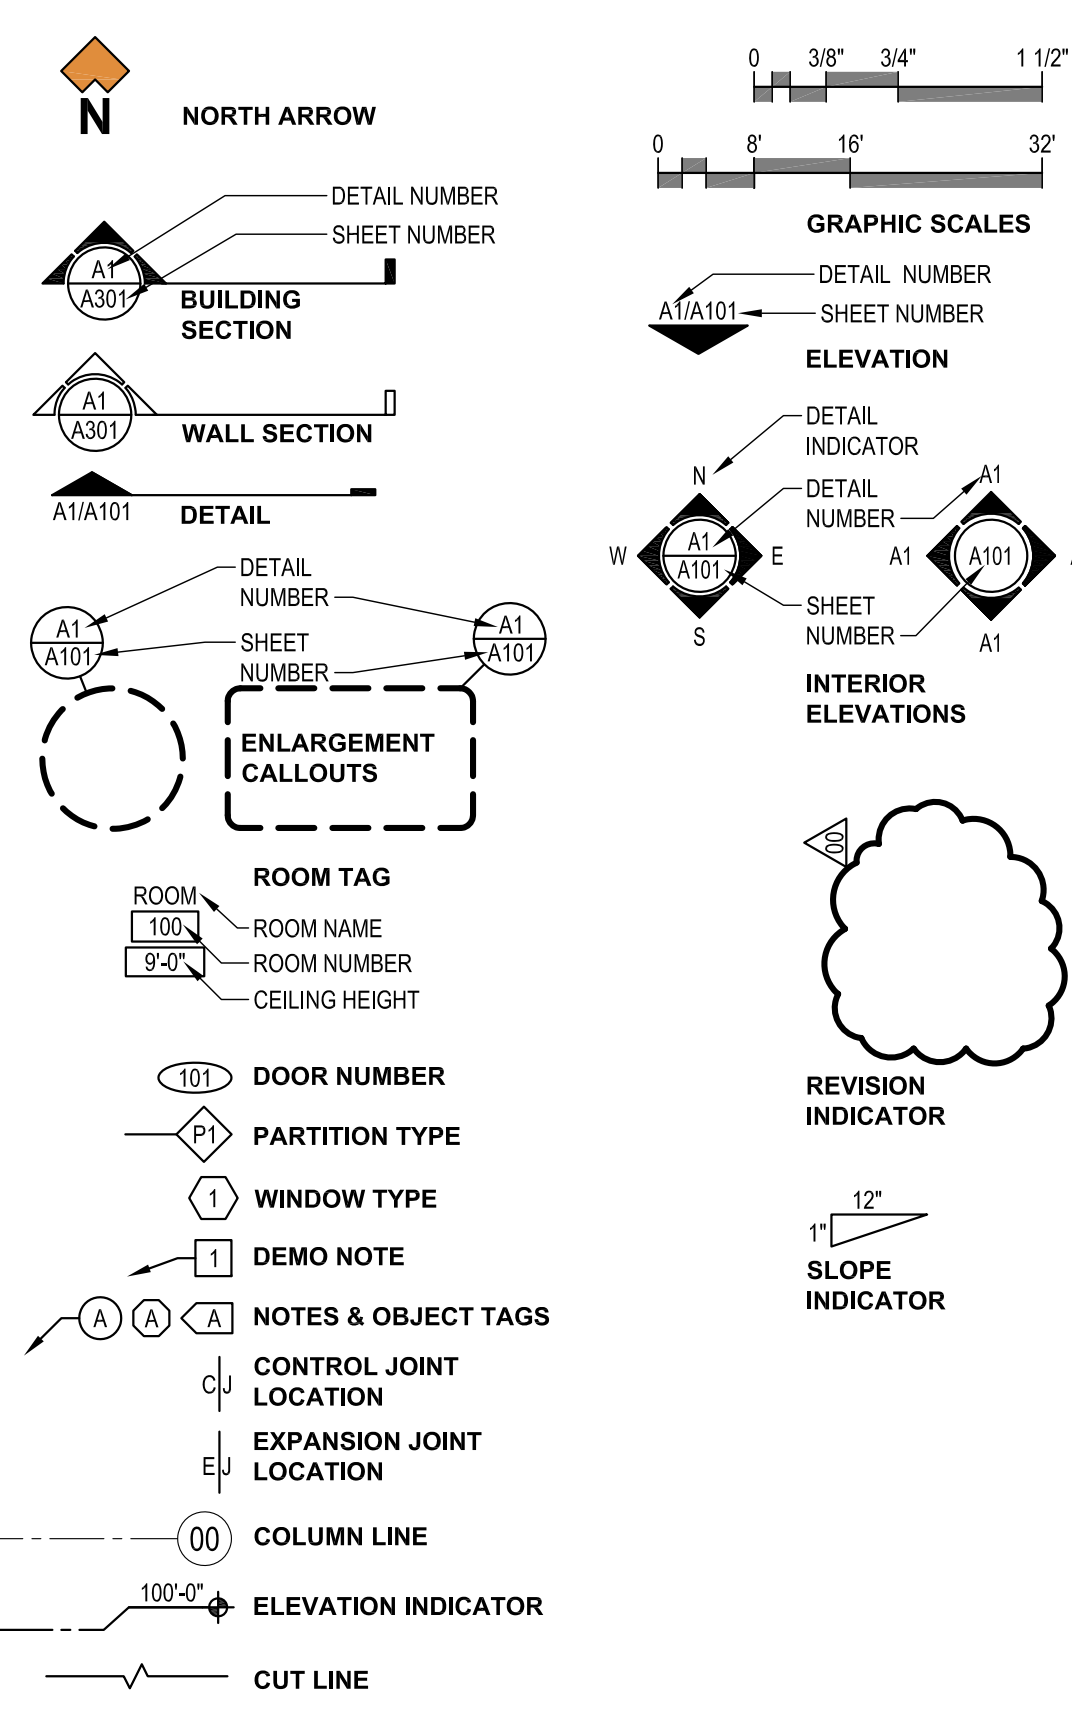 N
NORTH ARROW
DETAIL NUMBER
SHEET NUMBER
A1
A301
BUILDING
SECTION
A1
A301
WALL SECTION
A1/A101
DETAIL
DETAIL
NUMBER
SHEET
NUMBER
A1
A101
A1
A101
ENLARGEMENT
CALLOUTS
ROOM TAG
ROOM
100
9'-0"
ROOM NAME
ROOM NUMBER
CEILING HEIGHT
101
DOOR NUMBER
P1
PARTITION TYPE
1
WINDOW TYPE
1
DEMO NOTE
A A A
NOTES & OBJECT TAGS
C J
CONTROL JOINT
LOCATION
E J
EXPANSION JOINT
LOCATION
00
COLUMN LINE
100'-0"
ELEVATION INDICATOR
CUT LINE
0 3/8" 3/4" 1 1/2"
0 8' 16' 32'
GRAPHIC SCALES
DETAIL NUMBER
A1/A101
SHEET NUMBER
ELEVATION
DETAIL
INDICATOR
DETAIL
NUMBER
SHEET
NUMBER
N
W
A1
A101
E
S
A1
A1
A101
A1
INTERIOR
ELEVATIONS
00
REVISION
INDICATOR
12"
1"
SLOPE
INDICATOR